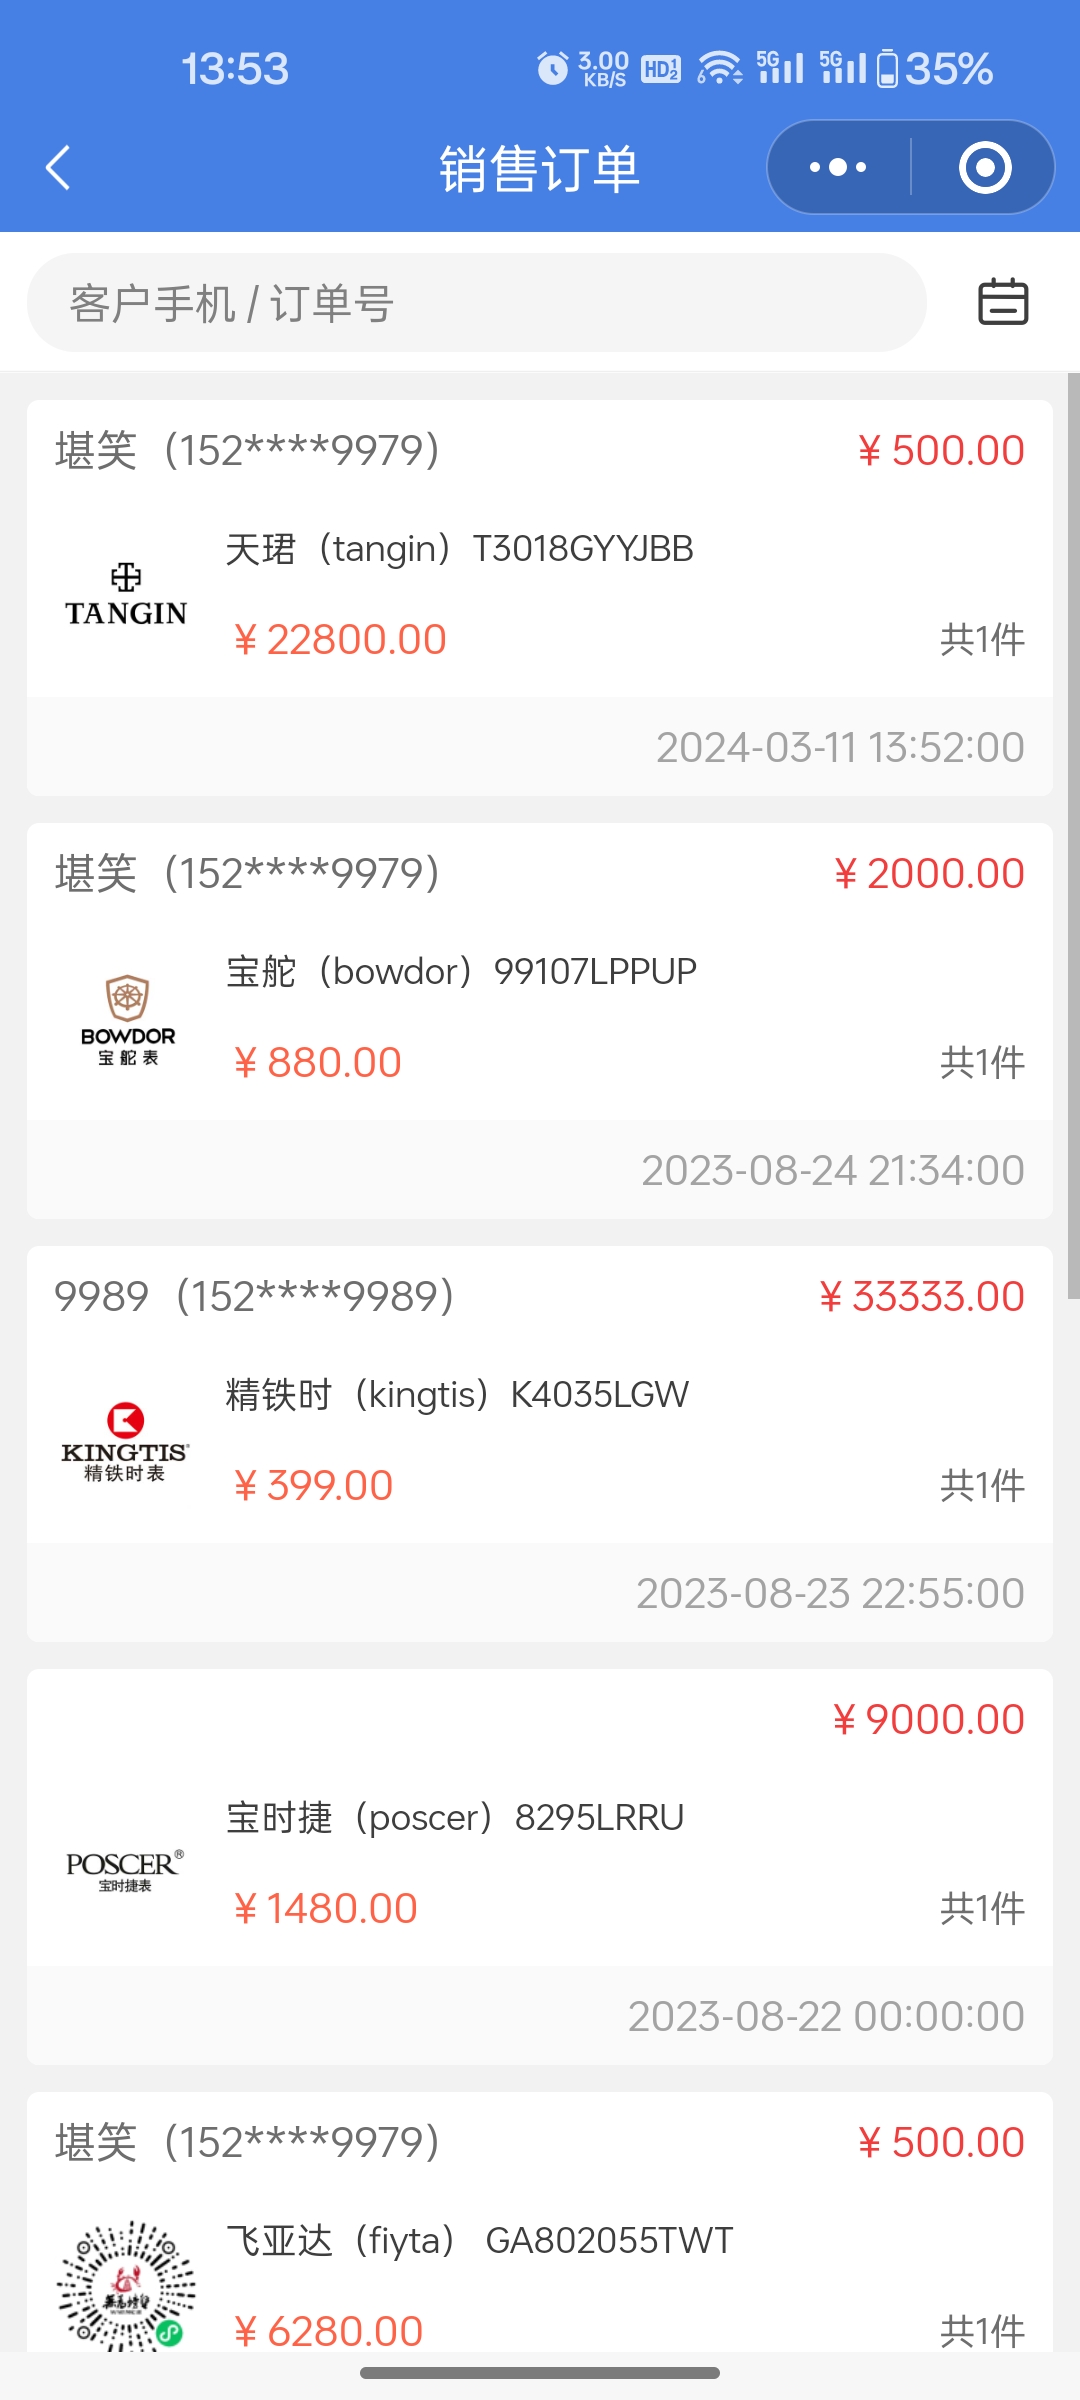 13:53
3.00
KB/S
HD 1 2
6
5G
5G
35%
销售订单
客户手机 / 订单号
堪笑（152****9979）
¥ 500.00
天珺（tangin）T3018GYYJBB
TANGIN
¥ 22800.00
共1件
2024-03-11 13:52:00
堪笑（152****9979）
¥ 2000.00
宝舵（bowdor）99107LPPUP
BOWDOR
宝舵表
¥ 880.00
共1件
2023-08-24 21:34:00
9989（152****9989）
¥ 33333.00
精铁时（kingtis）K4035LGW
KINGTIS
精铁时表
¥ 399.00
共1件
2023-08-23 22:55:00
¥ 9000.00
宝时捷（poscer）8295LRRU
POSCER®
宝时捷表
¥ 1480.00
共1件
2023-08-22 00:00:00
堪笑（152****9979）
¥ 500.00
飞亚达（fiyta） GA802055TWT
¥ 6280.00
共1件